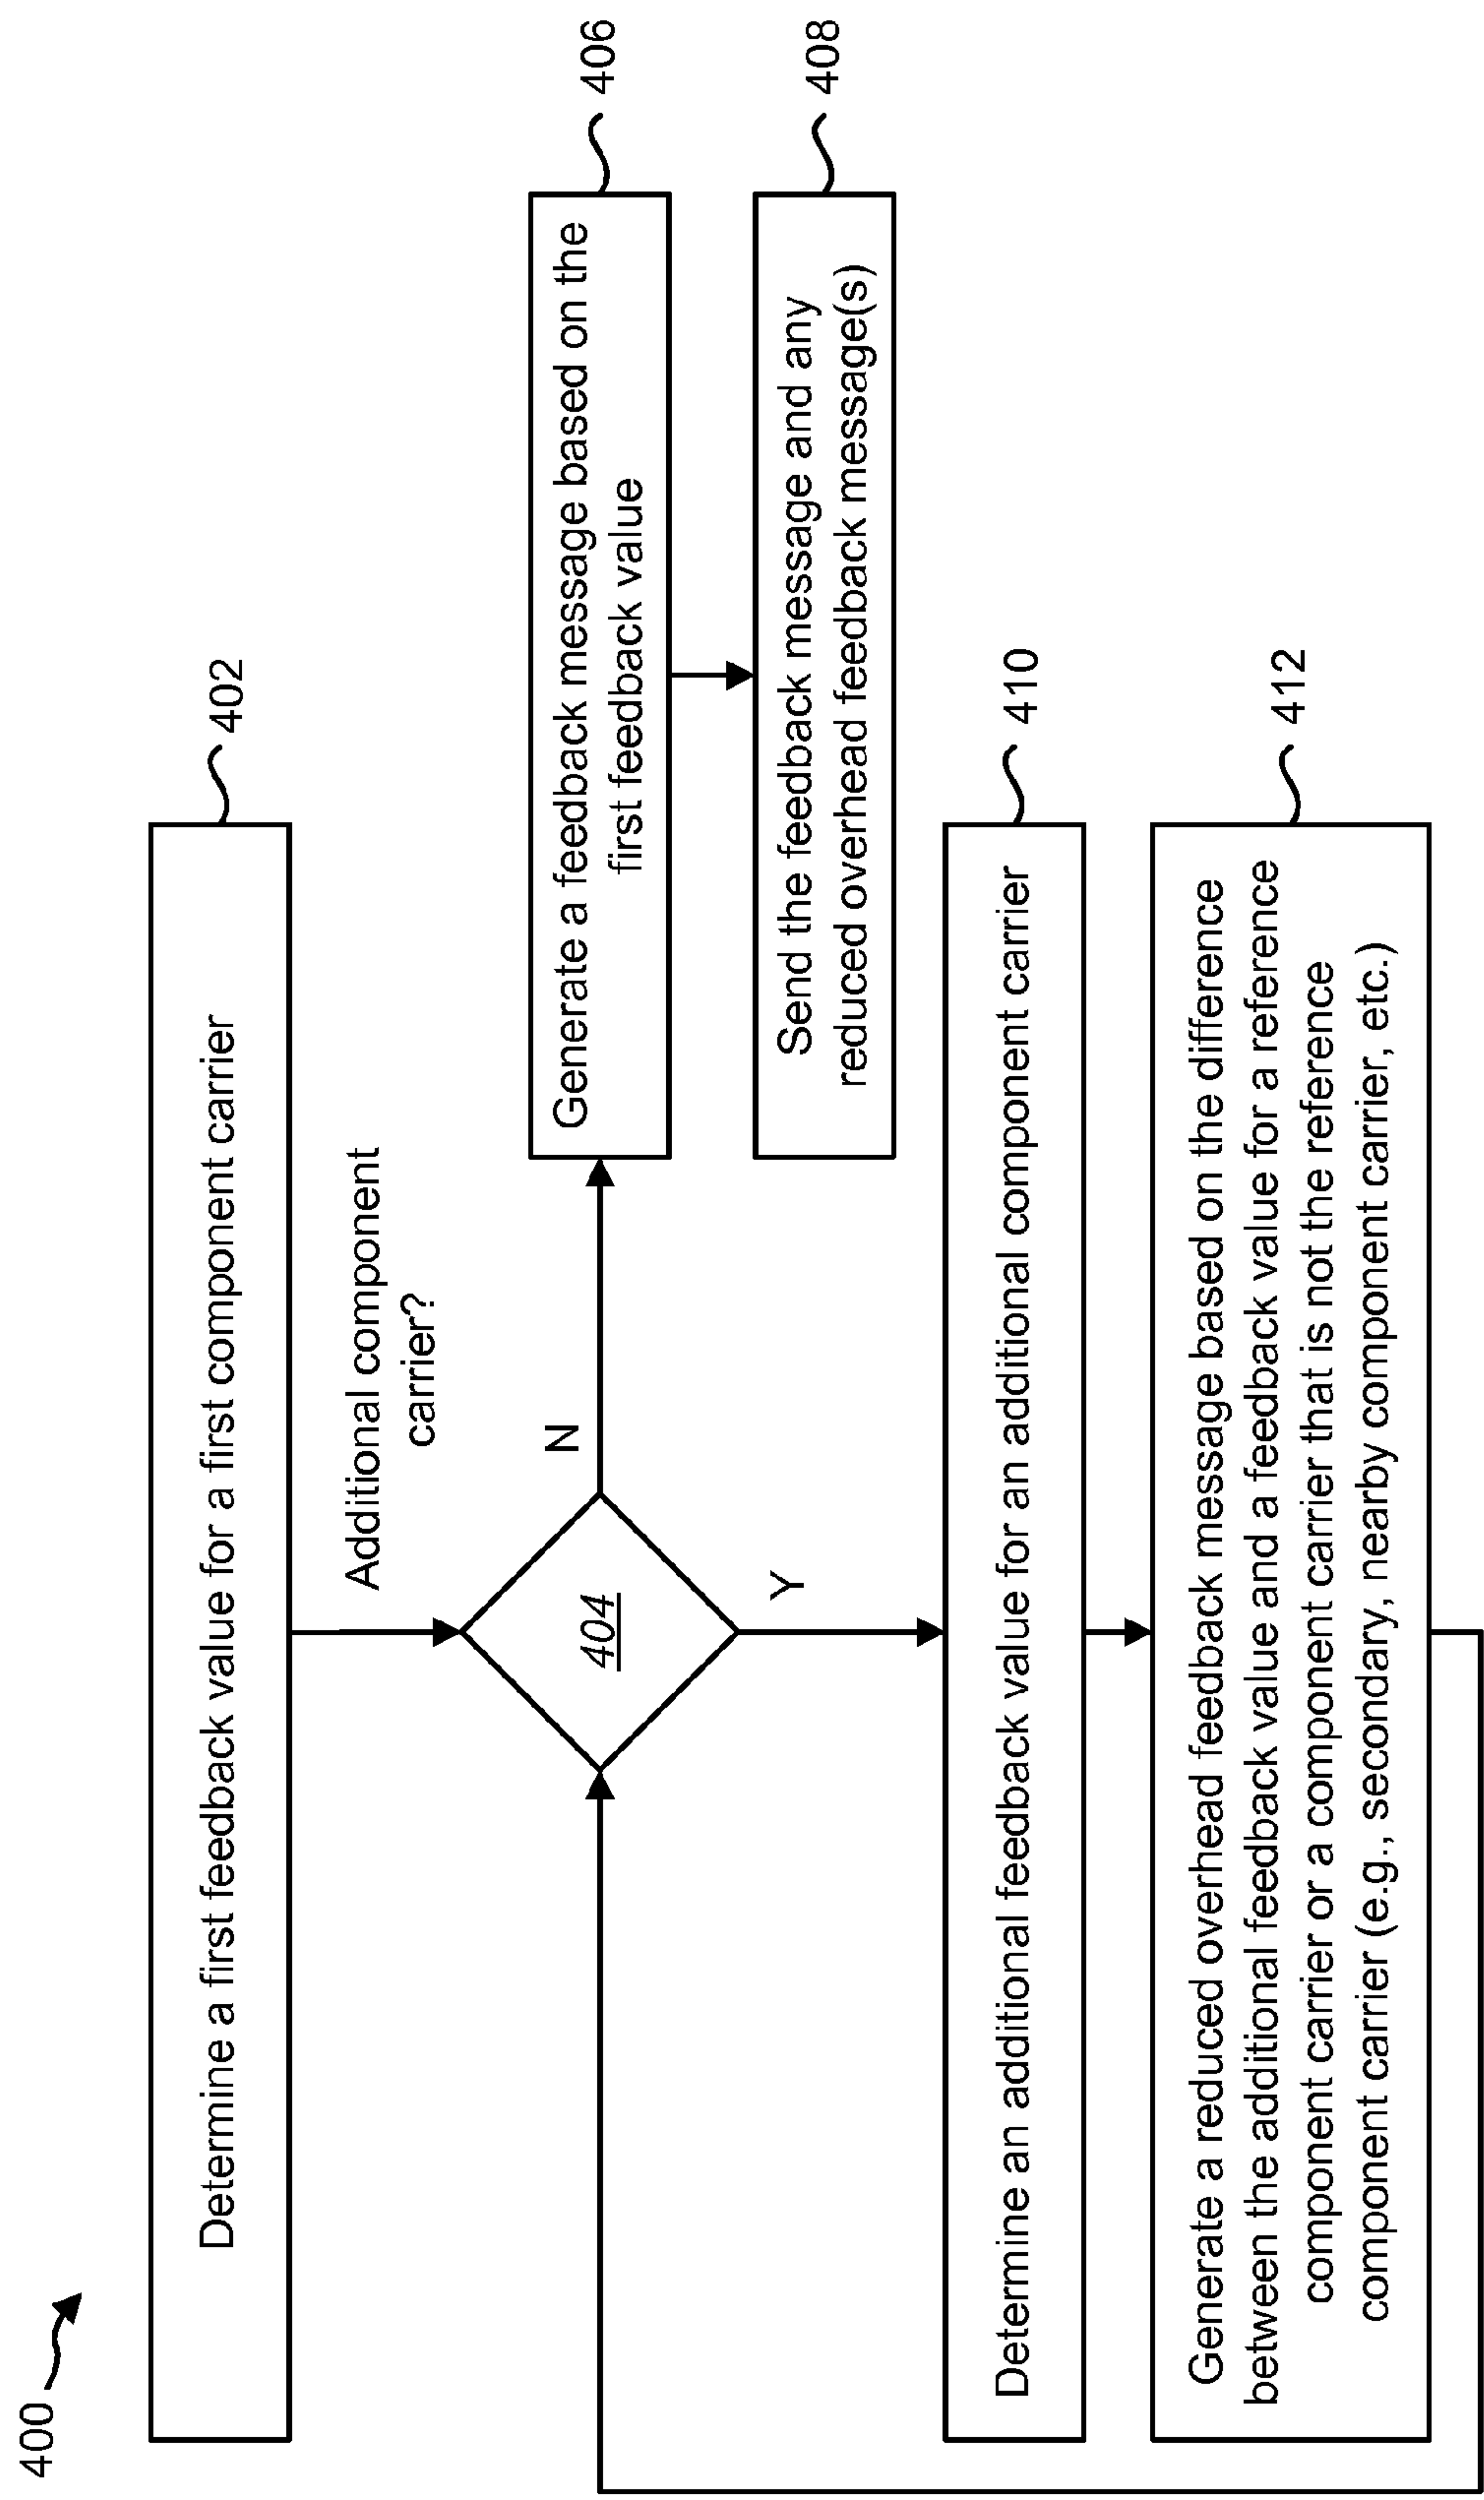 400
Determine a first feedback value for a first component carrier
402
Additional component
carrier?
404
N
Y
Generate a feedback message based on the
first feedback value
406
Send the feedback message and any
reduced overhead feedback message(s)
408
Determine an additional feedback value for an additional component carrier
410
Generate a reduced overhead feedback message based on the difference
between the additional feedback value and a feedback value for a reference
component carrier or a component carrier that is not the reference
component carrier (e.g., secondary, nearby component carrier, etc.)
412